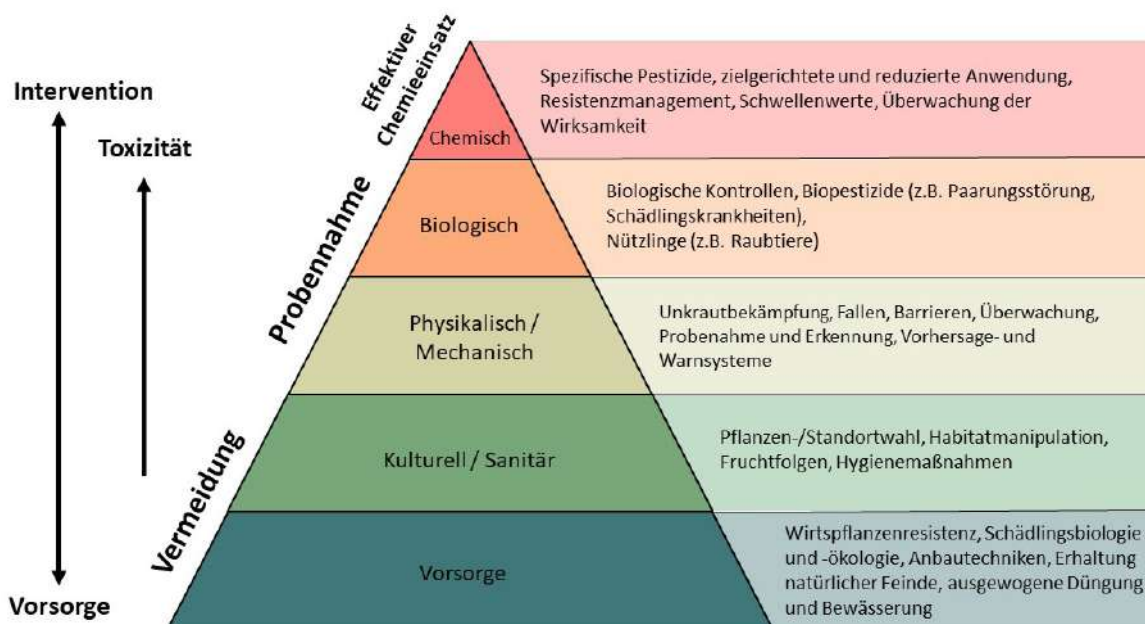 Intervention
Toxizität
Vorsorge
Effektiver
Chemieeinsatz
Probennahme
Vermeidung
Chemisch
Spezifische Pestizide, zielgerichtete und reduzierte Anwendung,
Resistenzmanagement, Schwellenwerte, Überwachung der
Wirksamkeit
Biologisch
Biologische Kontrollen, Biopestizide (z.B. Paarungsstörung,
Schädlingskrankheiten),
Nützlinge (z.B. Raubtiere)
Physikalisch /
Mechanisch
Unkrautbekämpfung, Fallen, Barrieren, Überwachung,
Probenahme und Erkennung, Vorhersage- und
Warnsysteme
Kulturell / Sanitär
Pflanzen-/Standortwahl, Habitatmanipulation,
Fruchtfolgen, Hygienemaßnahmen
Vorsorge
Wirtspflanzenresistenz, Schädlingsbiologie
und -ökologie, Anbautechniken, Erhaltung
natürlicher Feinde, ausgewogene Düngung
und Bewässerung